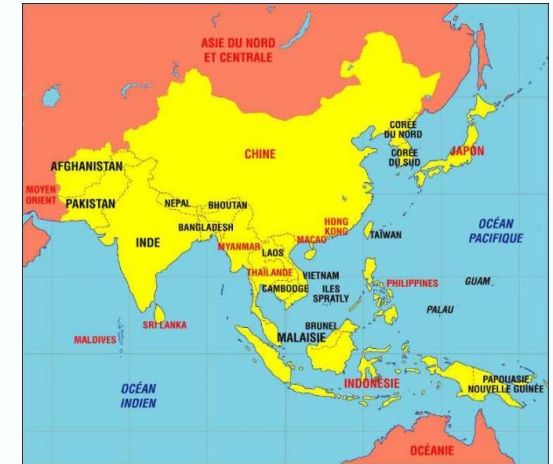 ASIE DU NORD
ET CENTRALE
CORÉE
DU NORD
CORÉE
DU SUD
JAPON
CHINE
AFGHANISTAN
MOYEN
ORIENT
PAKISTAN
NEPAL
BHOUTAN
BANGLADESH
INDE
MYANMAR
LAOS
MACAO
HONG
KONG
TAÏWAN
OCÉAN
PACIFIQUE
THAÏLANDE
VIETNAM
CAMBODGE
ILES
SPRATLY
PHILIPPINES
GUAM
PALAU
SRI LANKA
MALDIVES
BRUNEI
MALAISIE
INDONÉSIE
PAPOUASIE
NOUVELLE GUINÉE
OCÉAN
INDIEN
OCÉANIE